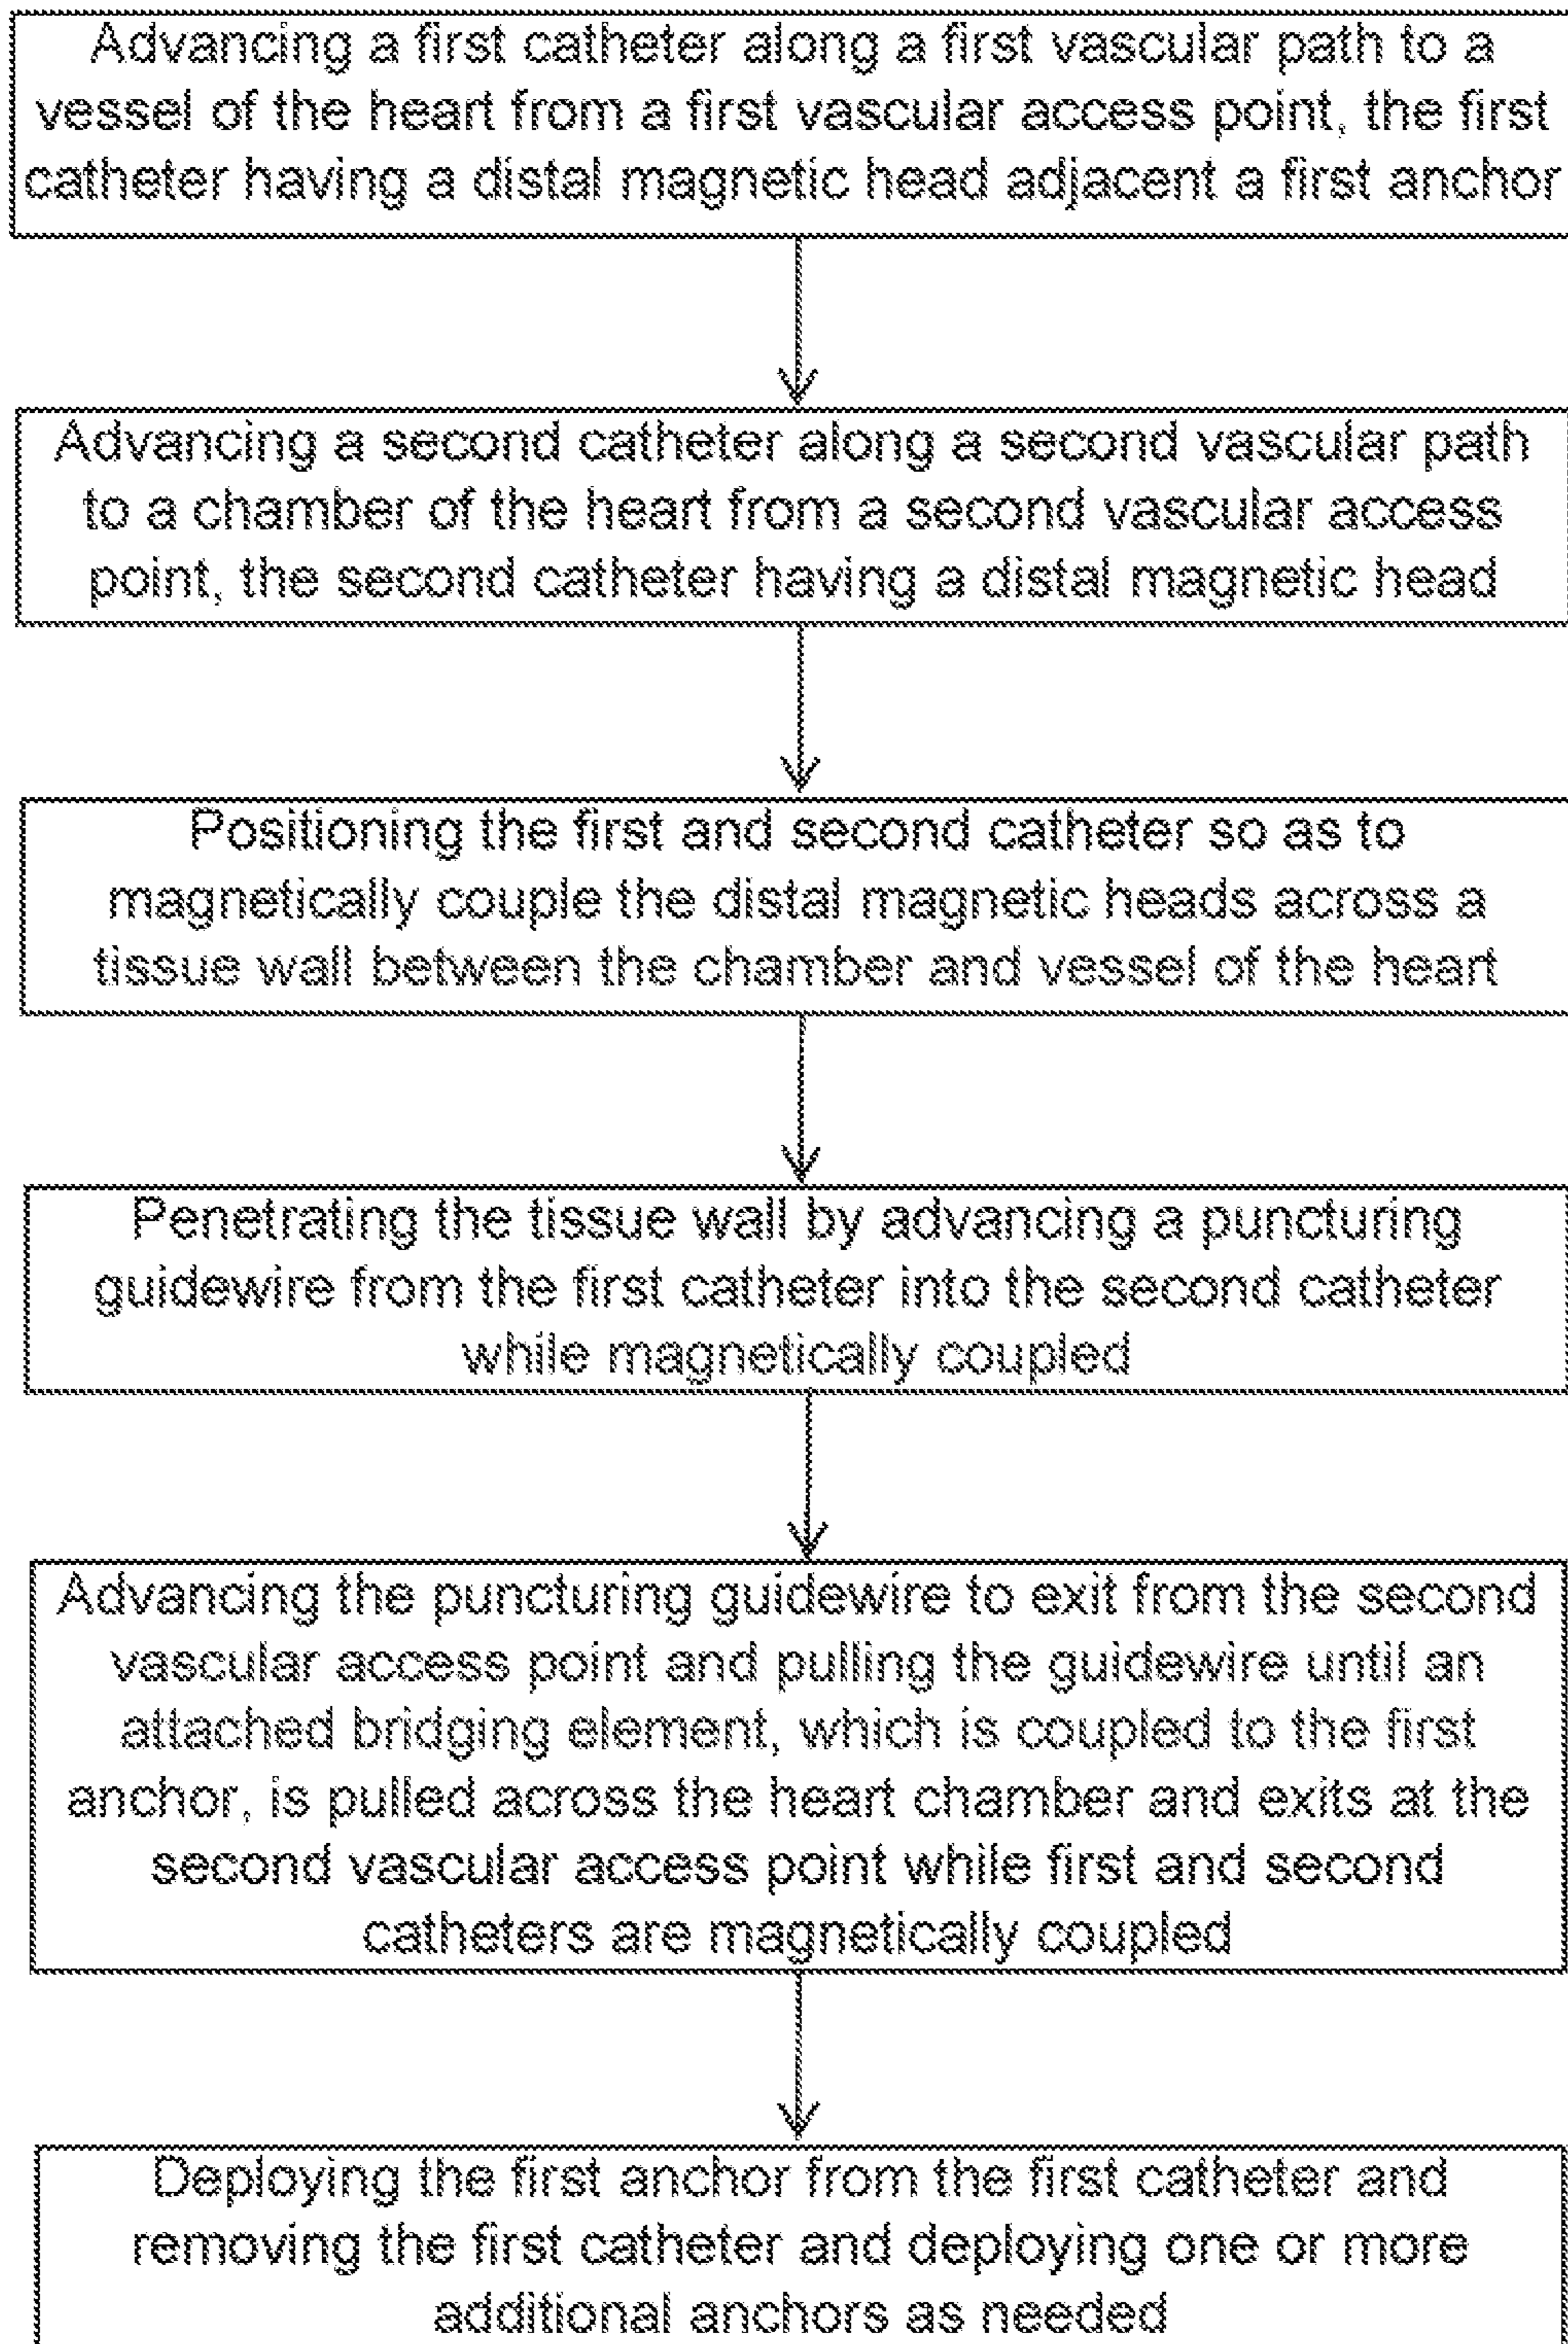 Advancing a first catheter along a first vascular path to a
vessel of the heart from a first vascular access point, the first
catheter having a distal magnetic head adjacent a first anchor
Advancing a second catheter along a second vascular path
to a chamber of the heart from a second vascular access
point, the second catheter having a distal magnetic head
Positioning the first and second catheter so as to
magnetically couple the distal magnetic heads across a
tissue wall between the chamber and vessel of the heart
Penetrating the tissue wall by advancing a puncturing
guidewire from the first catheter into the second catheter
while magnetically coupled
Advancing the puncturing guidewire to exit from the second
vascular access point and pulling the guidewire until an
attached bridging element, which is coupled to the first
anchor, is pulled across the heart chamber and exits at the
second vascular access point while first and second
catheters are magnetically coupled
Deploying the first anchor from the first catheter and
removing the first catheter and deploying one or more
additional anchors as needed